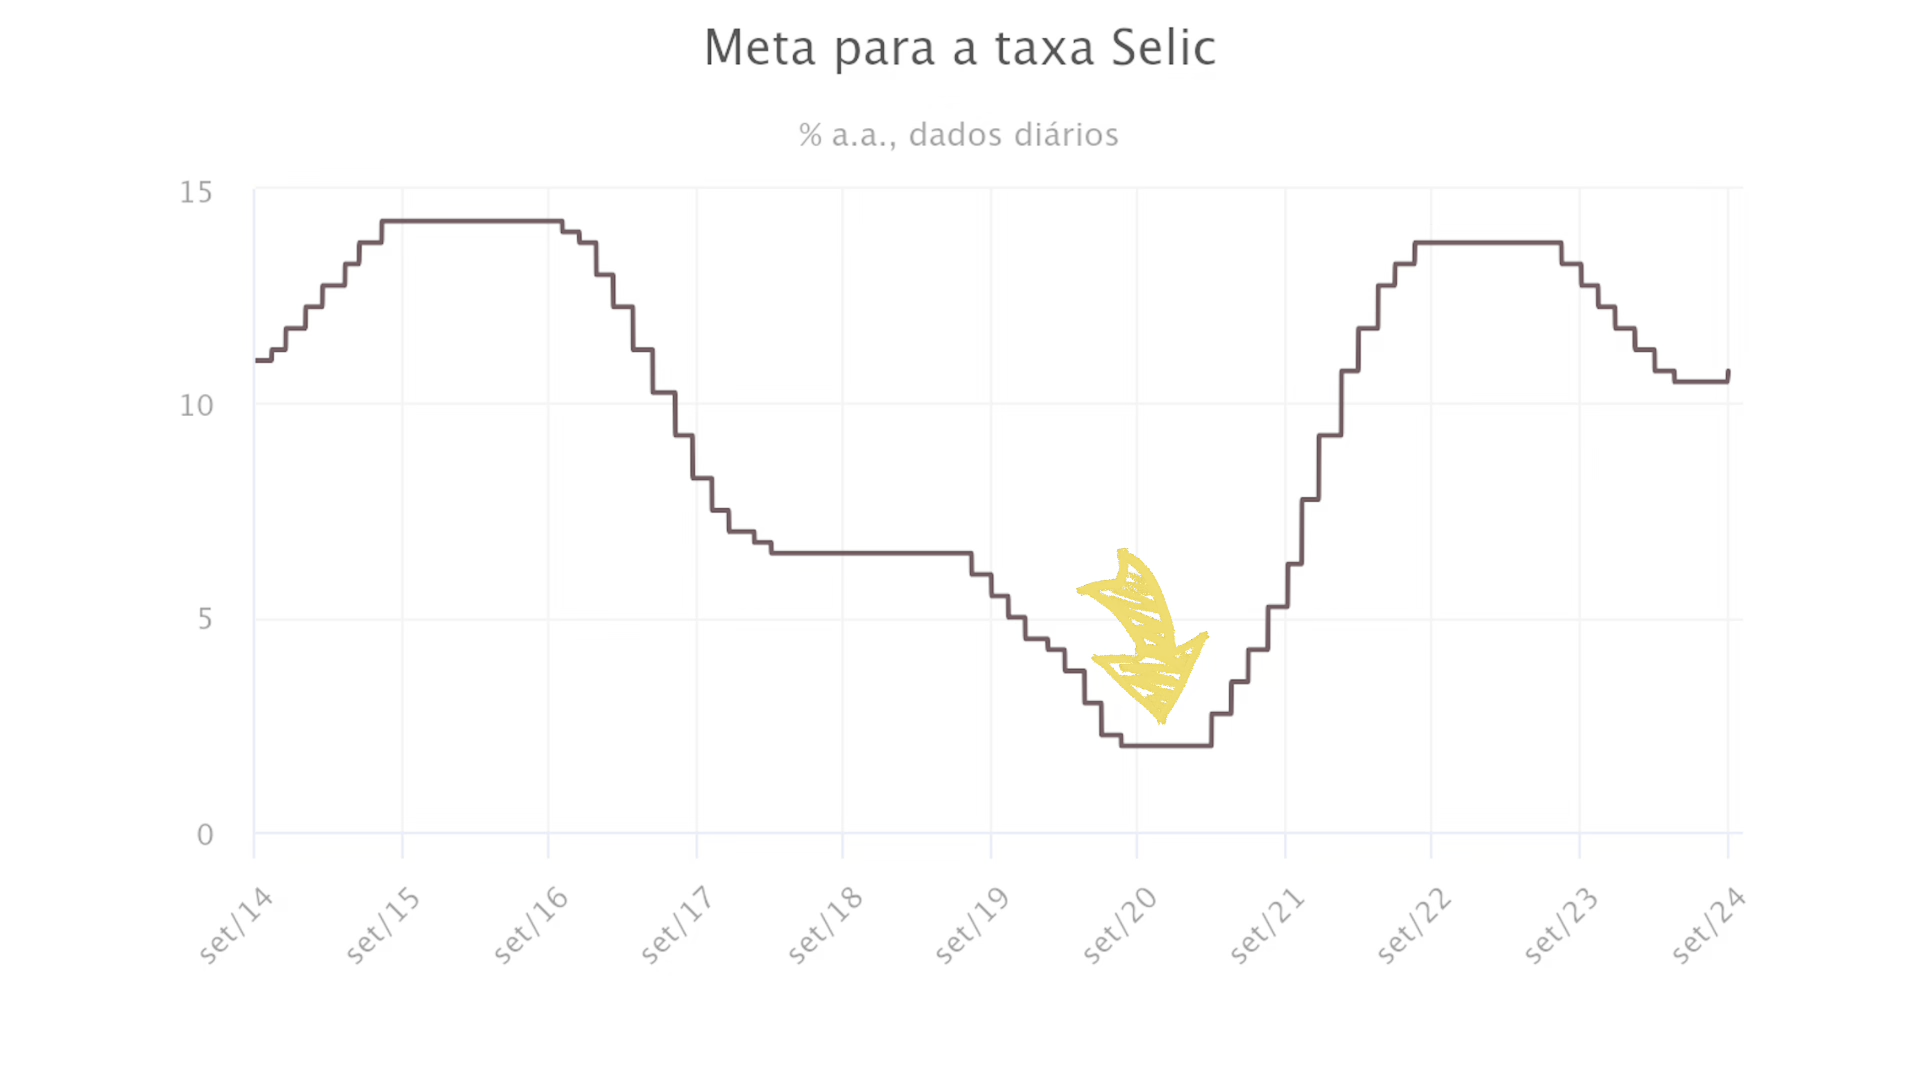 Meta para a taxa Selic
% a.a., dados diários
15
10
5
0
set/14
set/15
set/16
set/17
set/18
set/19
set/20
set/21
set/22
set/23
set/24